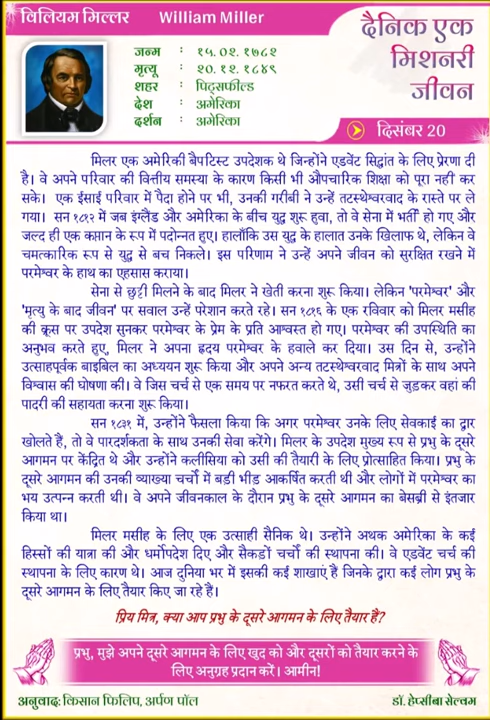 विलियम मिल्लर William Miller
दैनिक एक
मिशनरी
जीवन
जन्म : १५. ०२. १७८२
मृत्यू : २०. १२. १८४९
शहर : पिट्सफील्ड
देश : अमेरिका
दर्शन : अमेरिका
दिसंबर 20
मिलर एक अमेरिकी बैपटिस्ट उपदेशक थे जिन्होंने एडवेंट सिद्वांत के लिए प्रेरणा दी
है। वे अपने परिवार की वित्तीय समस्या के कारण किसी भी औपचारिक शिक्षा को पूरा नहीं कर
सके। एक ईसाई परिवार में पैदा होने पर भी, उनकी गरीबी ने उन्हें तटस्थेश्वरवाद के रास्ते पर ले
गया। सन १८१२ में जब इंग्लैंड और अमेरिका के बीच युद्ध शुरू हुवा, तो वे सेना में भर्ती हो गए और
जल्द ही एक कप्तान के रूप में पदोन्नत हुए। हालाँकि उस युद्ध के हालात उनके खिलाफ थे, लेकिन वे
चमत्कारिक रूप से युद्ध से बच निकले। इस परिणाम ने उन्हें अपने जीवन को सुरक्षित रखने में
परमेश्वर के हाथ का एहसास कराया।
सेना से छुट्टी मिलने के बाद मिलर ने खेती करना शुरू किया। लेकिन 'परमेश्वर' और
'मृत्यु के बाद जीवन' पर सवाल उन्हें परेशान करते रहे। सन १८१६ के एक रविवार को मिलर मसीह
की क्रूस पर उपदेश सुनकर परमेश्वर के प्रेम के प्रति आश्वस्त हो गए। परमेश्वर की उपस्थिति का
अनुभव करते हुए, मिलर ने अपना ह्रदय परमेश्वर के हवाले कर दिया। उस दिन से, उन्होंने
उत्साहपूर्वक बाइबिल का अध्ययन शुरू किया और अपने अन्य तटस्थेश्वरवाद मित्रों के साथ अपने
विश्वास की घोषणा की। वे जिस चर्च से एक समय पर नफरत करते थे, उसी चर्च से जुड़कर वहां की
पादरी की सहायता करना शुरू किया।
सन १८३१ में, उन्होंने फैसला किया कि अगर परमेश्वर उनके लिए सेवकाई का द्वार
खोलते हैं, तो वे पारदर्शकता के साथ उनकी सेवा करेंगे। मिलर के उपदेश मुख्य रूप से प्रभु के दूसरे
आगमन पर केंद्रित थे और उन्होंने कलीसिया को उसी की तैयारी के लिए प्रोत्साहित किया। प्रभु के
दूसरे आगमन की उनकी व्याख्या चर्चों में बडी भीड आकर्षित करती थी और लोगों में परमेश्वर का
भय उत्पन्न करती थी। वे अपने जीवनकाल के दौरान प्रभु के दूसरे आगमन का बेसब्री से इंतजार
किया था।
मिलर मसीह के लिए एक उत्साही सैनिक थे। उन्होंने अथक अमेरिका के कई
हिस्सों की यात्रा की और धर्मोपदेश दिए और सैकडों चर्चों की स्थापना की। वे एडवेंट चर्च की
स्थापना के लिए कारण थे। आज दुनिया भर में इसकी कई शाखाएं हैं जिनके द्वारा कई लोग प्रभु के
दूसरे आगमन के लिए तैयार किए जा रहे हैं।
प्रिय मित्र, क्या आप प्रभु के दूसरे आगमन के लिए तैयार हैं?
प्रभु, मुझे अपने दूसरे आगमन के लिए खुद को और दूसरों को तैयार करने के
लिए अनुग्रह प्रदान करें। आमीन!
अनुवाद: किसान फिलिप, अर्पण पॉल
डॉ. हेप्सीबा सेल्वम